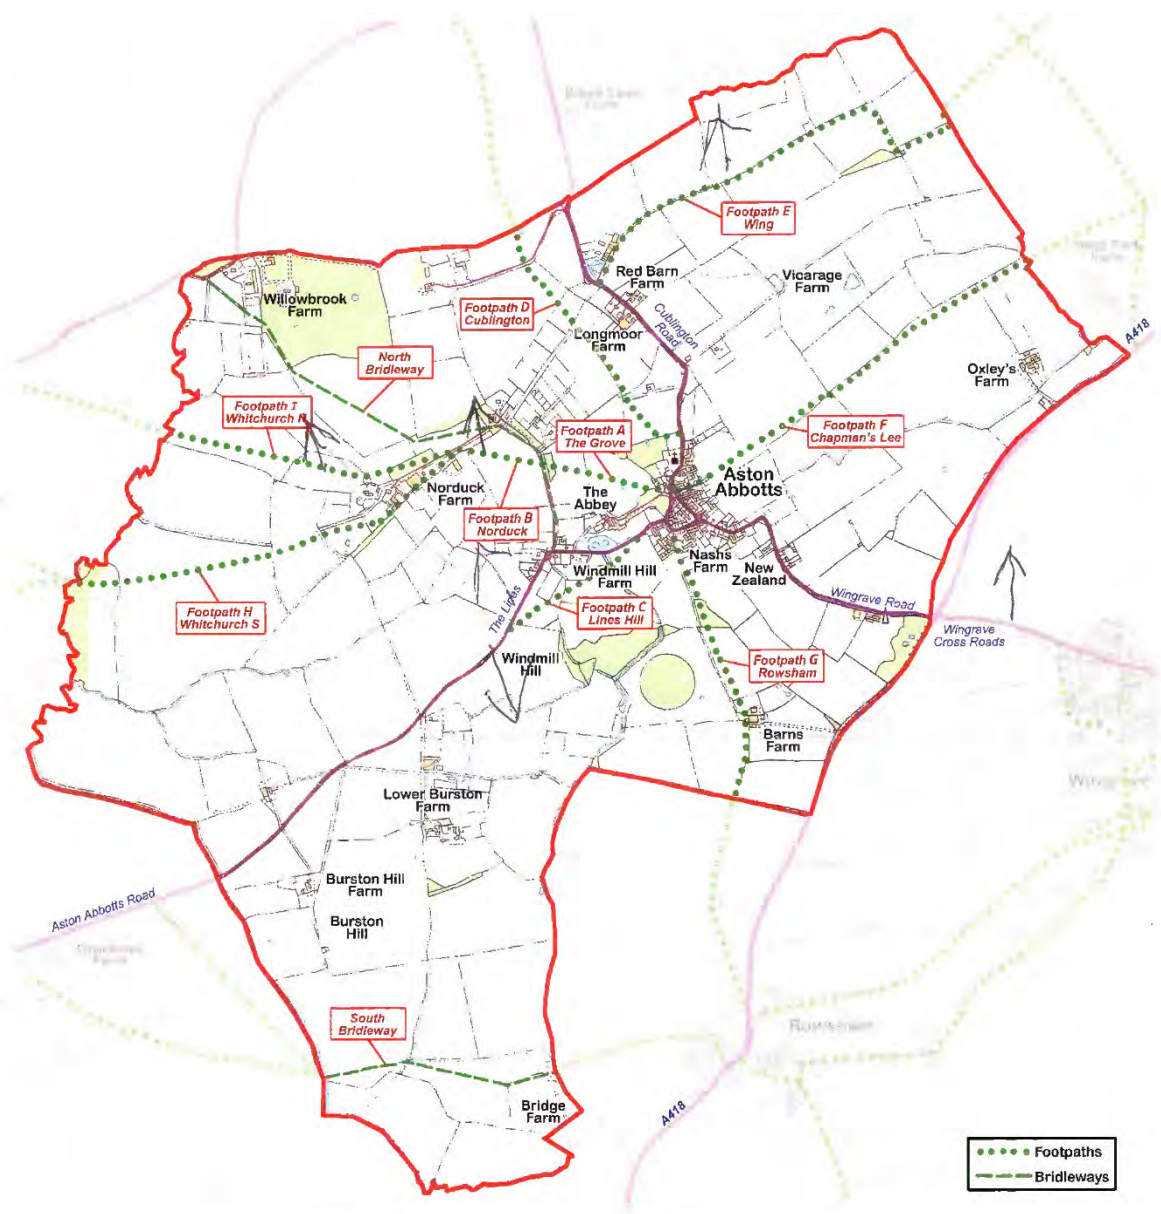 Footpath E
Wing
Red Barn
Farm
Vicarage
Farm
Willowbrook
Farm
Footpath D
Cublington
Cublington
Road
Longmoor
Farm
A418
North
Bridleway
Oxley's
Farm
Footpath I
Whitchurch N
Footpath A
The Grove
Footpath F
Chapman's Lee
Aston
Abbotts
Norduck
Farm
The
Abbey
Footpath B
Norduck
Nashs
Farm
New
Zealand
Windmill Hill
Farm
Wingrave Road
Footpath H
Whitchurch S
The Lines
Footpath C
Lines Hill
Wingrave
Cross Roads
Windmill
Hill
Footpath G
Rowsham
Barns
Farm
Wingrave
Lower Burston
Farm
Burston Hill
Farm
Aston Abbotts Road
Burston
Hill
South
Bridleway
Rowsham
Bridge
Farm
A418
Footpaths
Bridleways